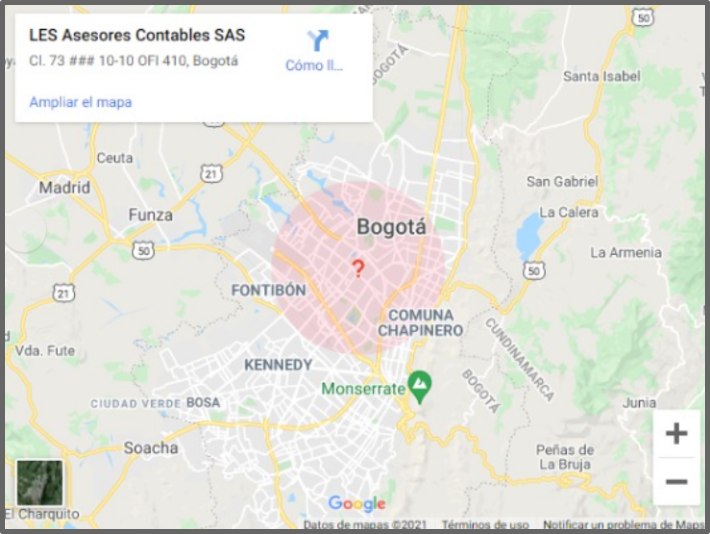 LES Asesores Contables SAS
Cl. 73 ### 10-10 OFI 410, Bogotá
Cómo ll...
Ampliar el mapa
BOGOTÁ
50
Santa Isabel
Ceuta
21
Madrid
San Gabriel
Funza
La Calera
Bogotá
50
La Armenia
?
50
21
FONTIBÓN
COMUNA
CHAPINERO
Vda. Fute
CUNDINAMARCA
BOGOTÁ
KENNEDY
Monserrate
CIUDAD VERDE
BOSA
Junia
+
Soacha
Peñas de
La Bruja
−
Google
El Charquito
Datos de mapas ©2021
Términos de uso
Notificar un problema de Maps